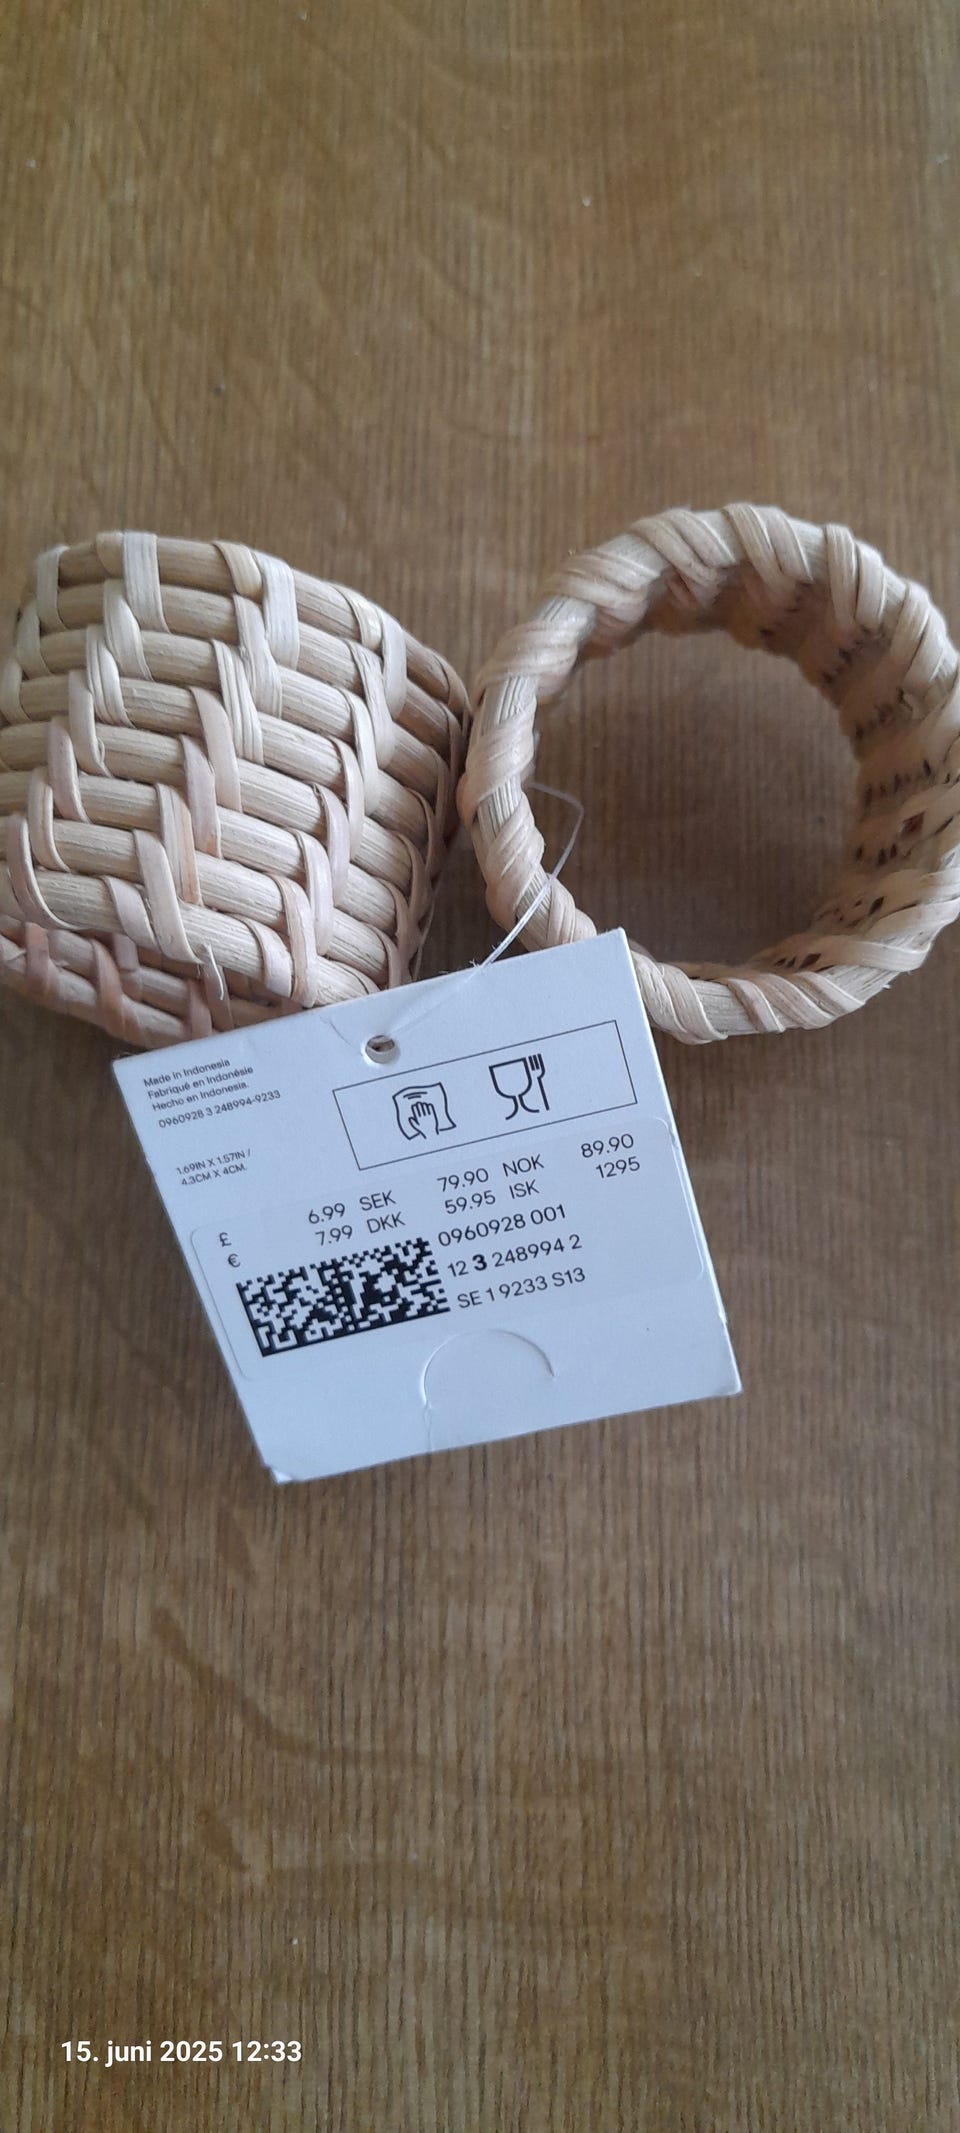 Made in Indonesia
Fabriqué en Indonésie
Hecho en Indonesia.
0960928 3 248994-9233
1.69IN X 1.57IN /
4.3CM X 4CM.
£ 6.99 SEK 79.90 NOK 89.90
€ 7.99 DKK 59.95 ISK 1295
0960928 001
12 3 248994 2
SE 1 9233 S13
15. juni 2025 12:33